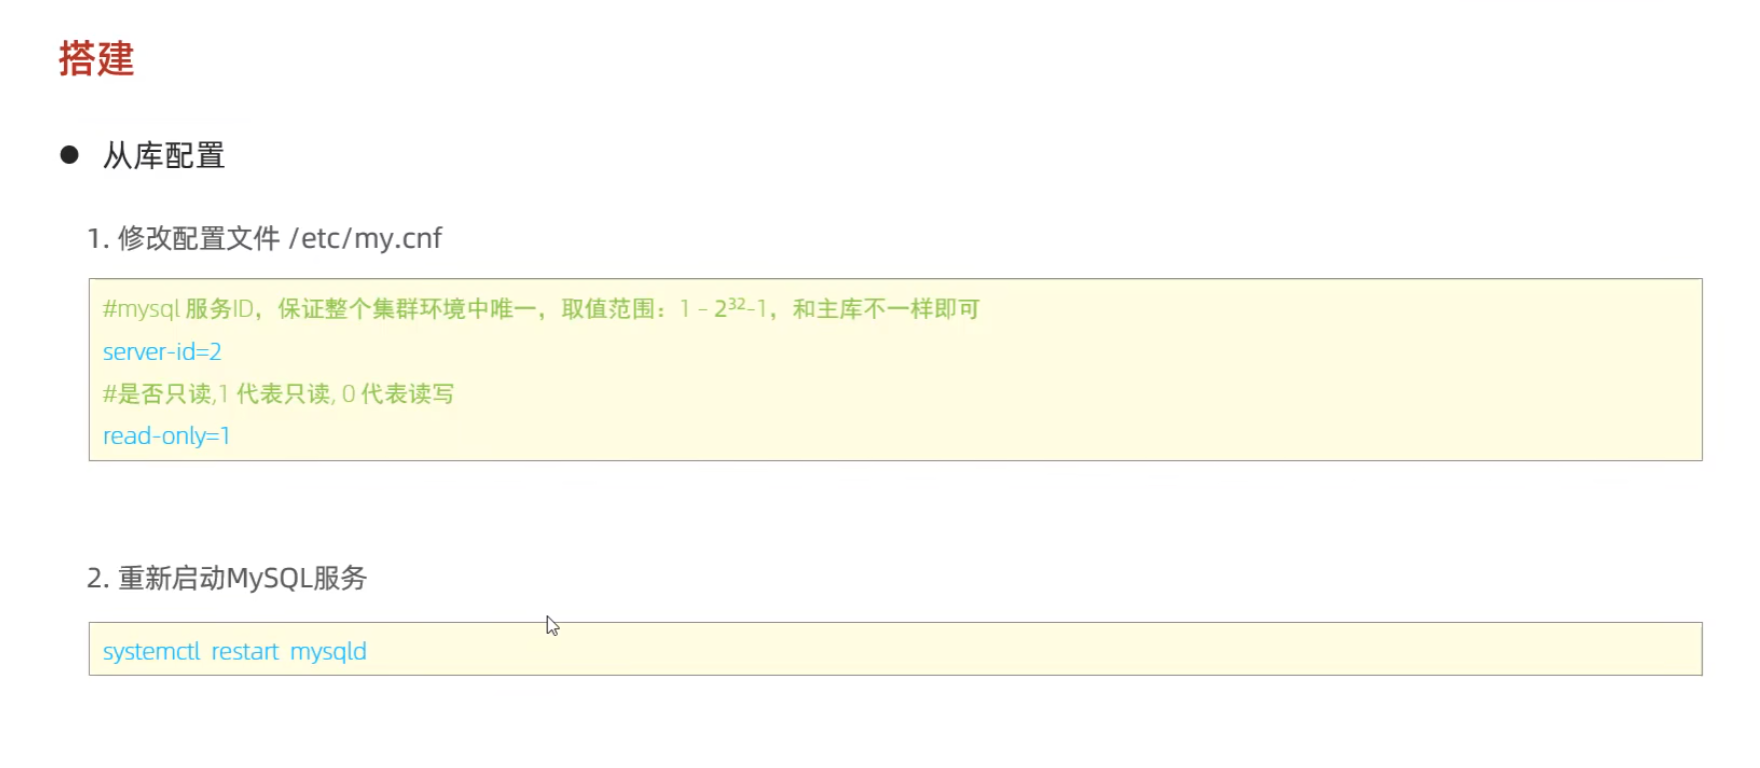 搭建
● 从库配置
1. 修改配置文件 /etc/my.cnf
#mysql 服务ID，保证整个集群环境中唯一，取值范围：1 – 2³²-1，和主库不一样即可
server-id=2
#是否只读,1 代表只读, 0 代表读写
read-only=1
2. 重新启动MySQL服务
systemctl restart mysqld